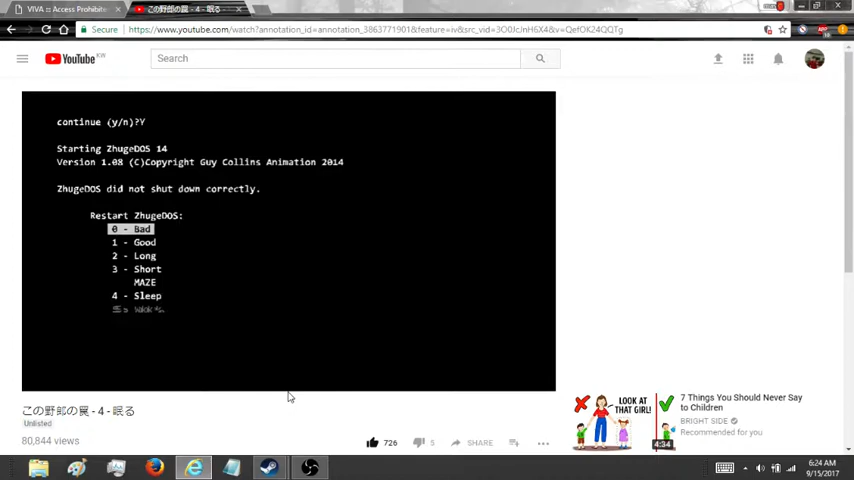 VIVA :: Access Prohibite
この野郎の罠 - 4 - 眠る
Secure
https://www.youtube.com/watch?annotation_id=annotation_3863771901&feature=iv&src_vid=3O0JcJnH6X4&v=QefOK24QQTg
YouTube KW
Search
continue (y/n)?Y
Starting ZhugeDOS 14
Version 1.08 (C)Copyright Guy Collins Animation 2014
ZhugeDOS did not shut down correctly.
Restart ZhugeDOS:
0 - Bad
1 - Good
2 - Long
3 - Short
MAZE
4 - Sleep
この野郎の罠 - 4 - 眠る
Unlisted
80,844 views
726
5
SHARE
LOOK AT
THAT GIRL!
4:34
7 Things You Should Never Say
to Children
BRIGHT SIDE
Recommended for you
6:24 AM
9/15/2017